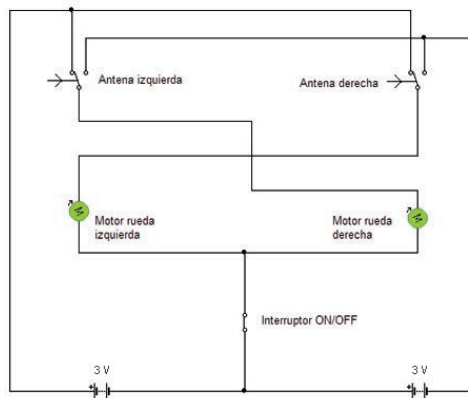 Antena izquierda
Antena derecha
M
Motor rueda
izquierda
M
Motor rueda
derecha
Interruptor ON/OFF
3 V
3 V